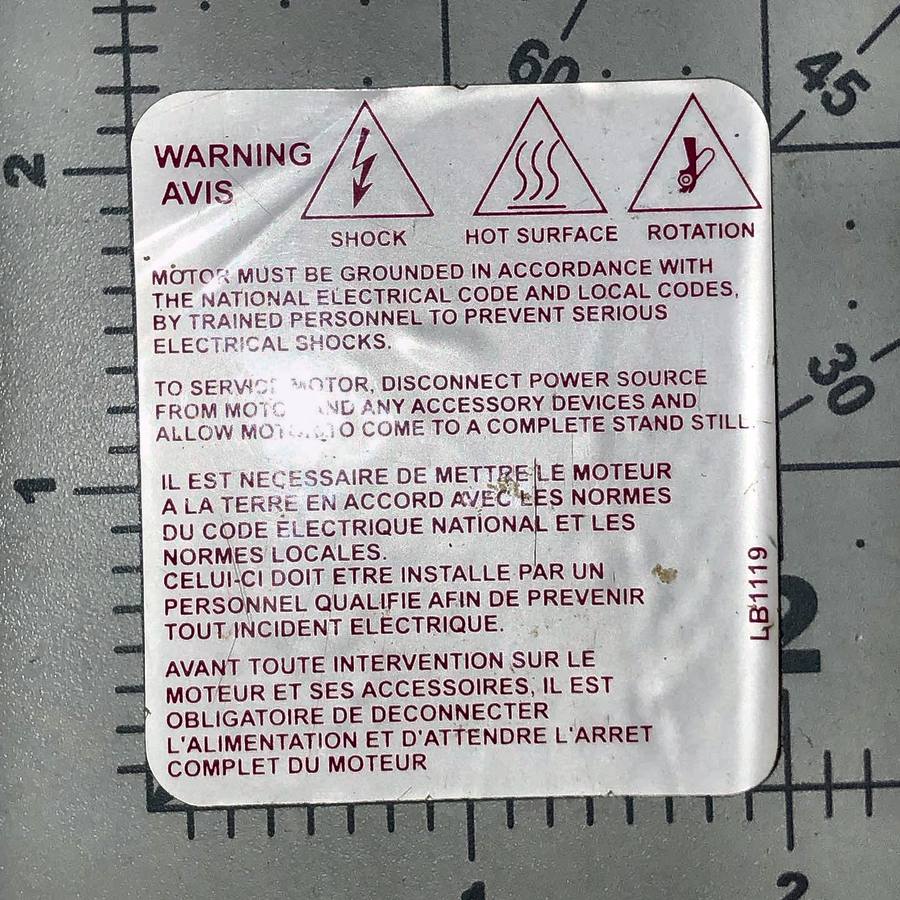 60
45
2
WARNING
AVIS
SHOCK HOT SURFACE ROTATION
MOTOR MUST BE GROUNDED IN ACCORDANCE WITH
THE NATIONAL ELECTRICAL CODE AND LOCAL CODES,
BY TRAINED PERSONNEL TO PREVENT SERIOUS
ELECTRICAL SHOCKS.
TO SERVICE MOTOR, DISCONNECT POWER SOURCE
FROM MOTOR AND ANY ACCESSORY DEVICES AND
ALLOW MOTOR TO COME TO A COMPLETE STAND STILL.
30
1
IL EST NECESSAIRE DE METTRE LE MOTEUR
A LA TERRE EN ACCORD AVEC LES NORMES
DU CODE ELECTRIQUE NATIONAL ET LES
NORMES LOCALES.
CELUI-CI DOIT ETRE INSTALLE PAR UN
PERSONNEL QUALIFIE AFIN DE PREVENIR
TOUT INCIDENT ELECTRIQUE.
LB1119
2
AVANT TOUTE INTERVENTION SUR LE
MOTEUR ET SES ACCESSOIRES, IL EST
OBLIGATOIRE DE DECONNECTER
L'ALIMENTATION ET D'ATTENDRE L'ARRET
COMPLET DU MOTEUR
1
2